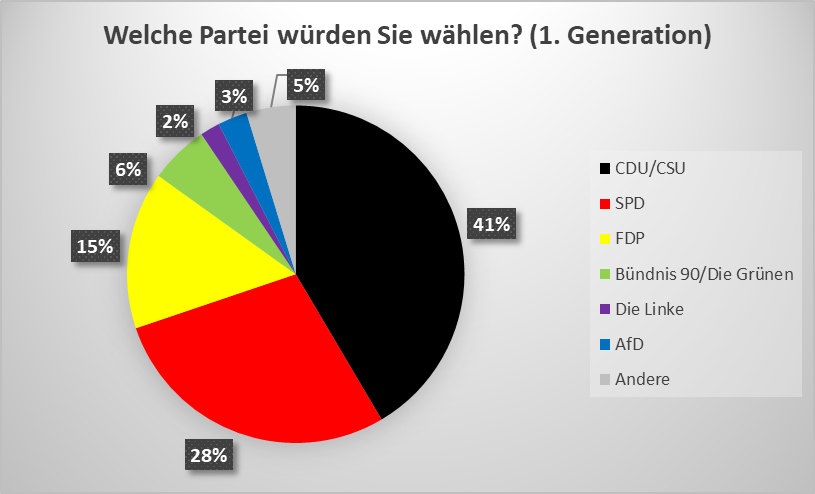 Welche Partei würden Sie wählen? (1. Generation)
5%
3%
2%
6%
15%
41%
28%
CDU/CSU
SPD
FDP
Bündnis 90/Die Grünen
Die Linke
AfD
Andere